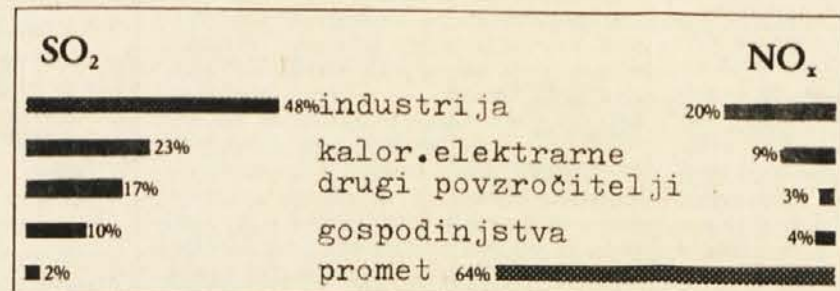 SO₂ NOₓ
48% industrija 20%
23% kalor.elektrarne 9%
17% drugi povzročitelji 3%
10% gospodinjstva 4%
2% promet 64%